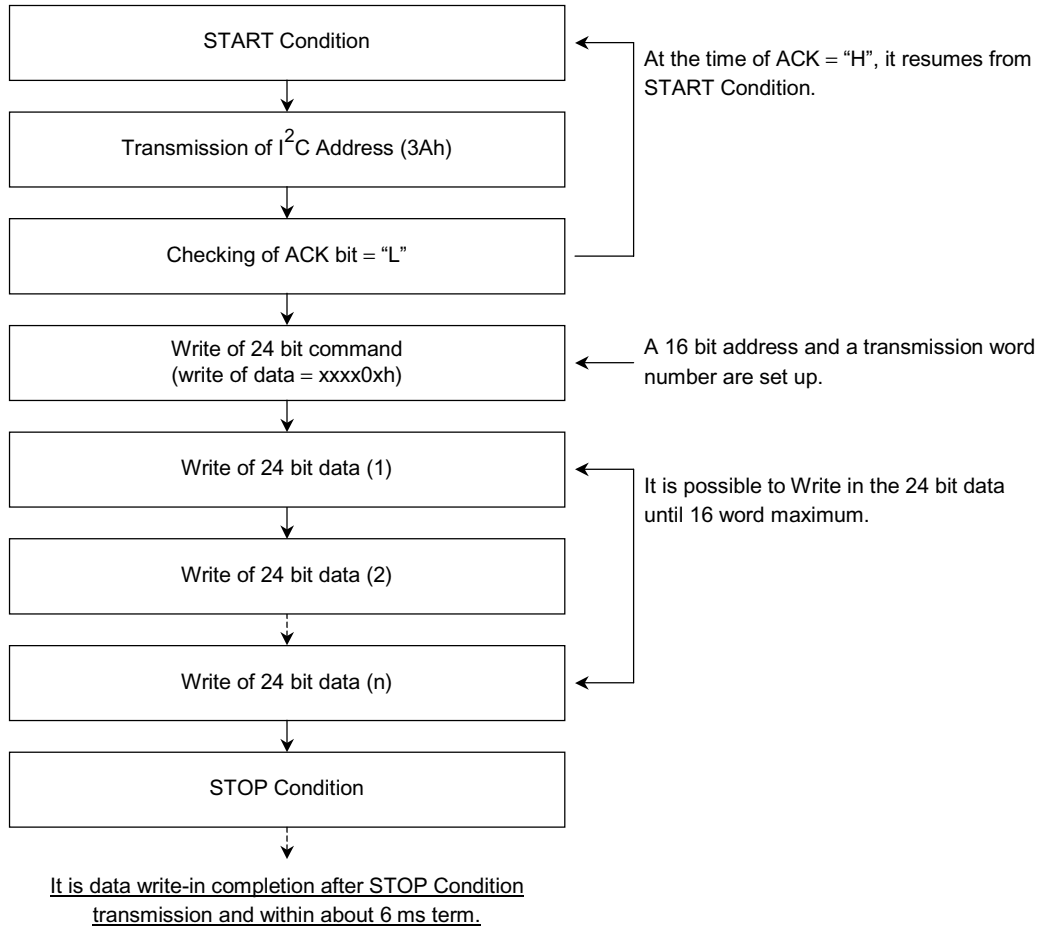 START Condition
At the time of ACK = “H”, it resumes from
START Condition.
Transmission of I2C Address (3Ah)
Checking of ACK bit = “L”
Write of 24 bit command
(write of data = xxxx0xh)
A 16 bit address and a transmission word
number are set up.
Write of 24 bit data (1)
It is possible to Write in the 24 bit data
until 16 word maximum.
Write of 24 bit data (2)
Write of 24 bit data (n)
STOP Condition
It is data write-in completion after STOP Condition
transmission and within about 6 ms term.